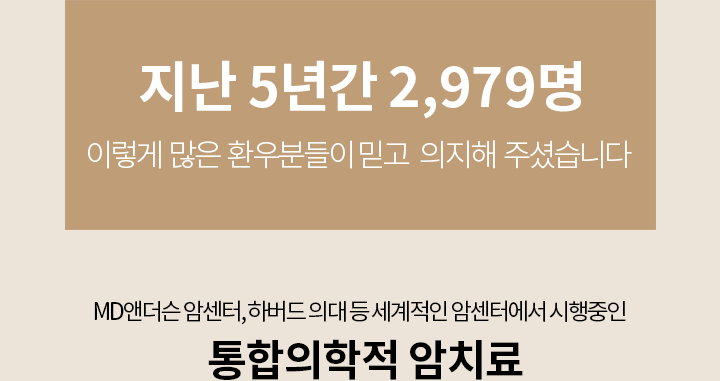 지난 5년간 2,979명
이렇게 많은 환우분들이 믿고 의지해 주셨습니다
MD앤더슨 암센터, 하버드 의대 등 세계적인 암센터에서 시행중인
통합의학적 암치료